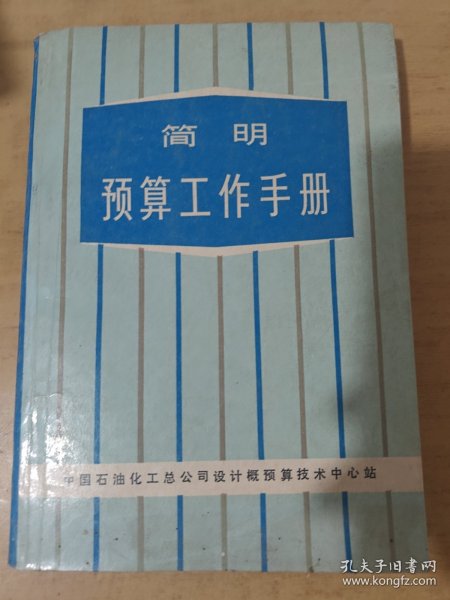 简明
预算工作手册
中国石油化工总公司设计概预算技术中心站
孔夫子旧书网
www.kongfz.com